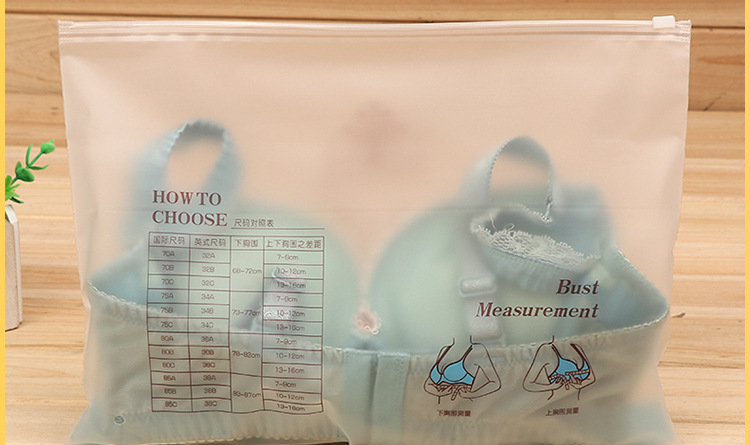 HOW TO
CHOOSE 尺码对照表
国际尺码 英式尺码 下胸围 上下胸围之差距
70A 32A 68-72cm 7-9cm
70B 32B 10-12cm
70C 32C 13-16cm
75A 34A 73-77cm 7-9cm
75B 34B 10-12cm
75C 34C 13-16cm
80A 36A 78-82cm 7-9cm
80B 36B 10-12cm
80C 36C 13-16cm
85A 38A 83-87cm 7-9cm
85B 38B 10-12cm
85C 38C 13-16cm
Bust
Measurement
下胸围测量 上胸围测量